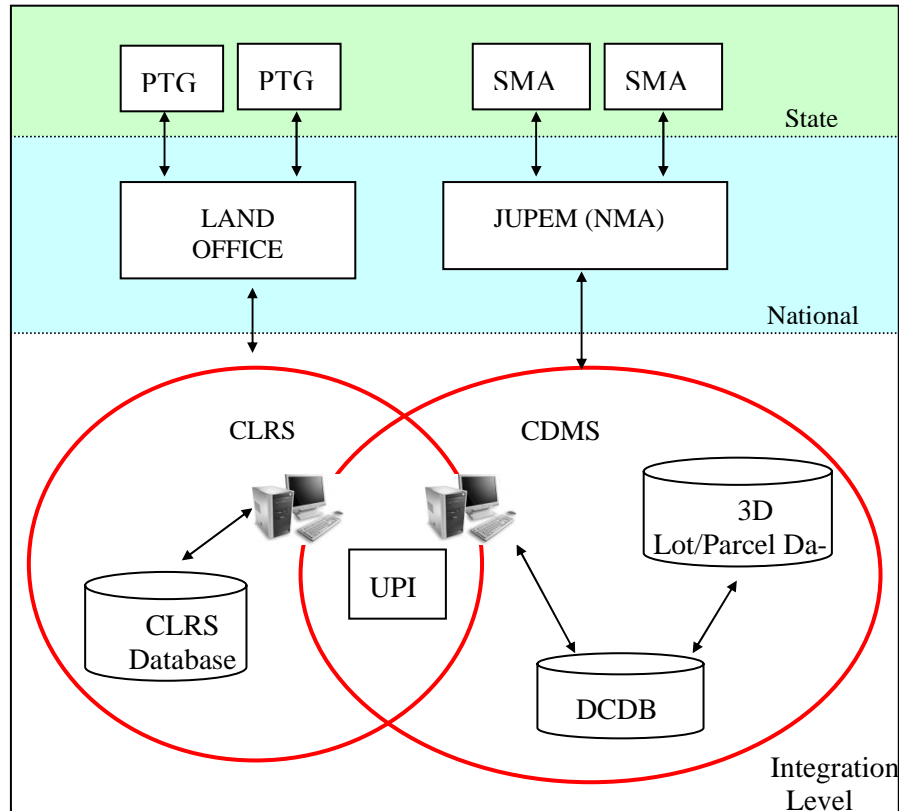 PTG
PTG
SMA
SMA
State
LAND
OFFICE
JUPEM (NMA)
National
CLRS
CDMS
3D
Lot/Parcel Da-
UPI
CLRS
Database
DCDB
Integration
Level